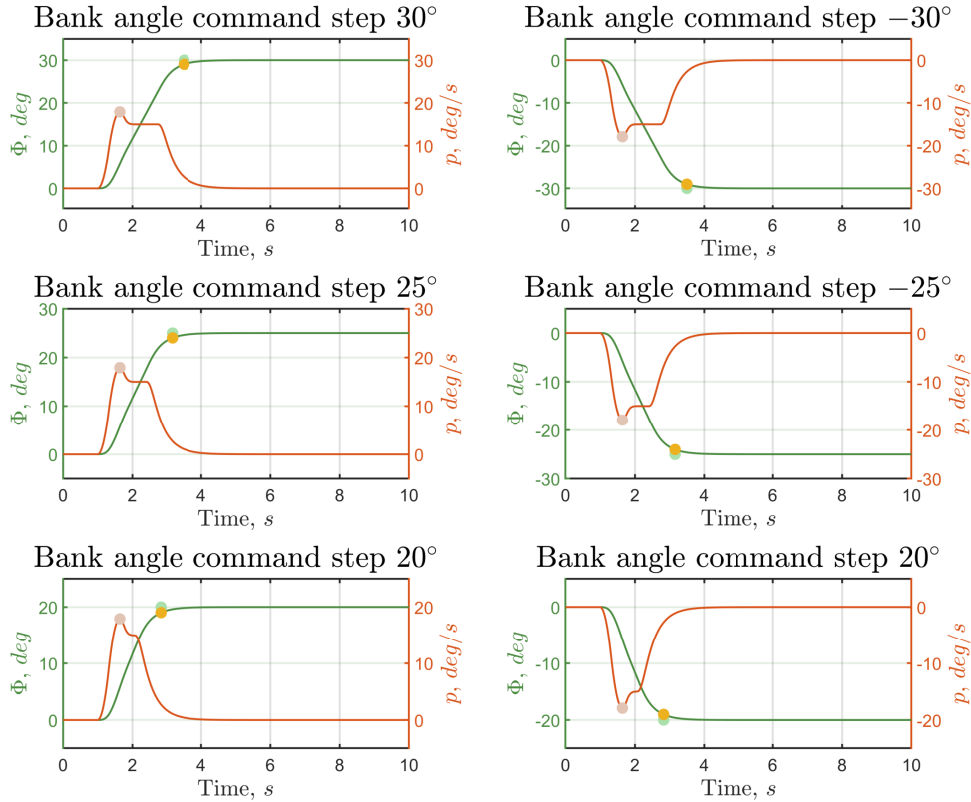 Bank angle command step 30°
30
20
10
0
Φ, deg
30
20
10
0
p, deg/s
0 2 4 6 8 10
Time, s
Bank angle command step −30°
0
-10
-20
-30
Φ, deg
0
-10
-20
-30
p, deg/s
0 2 4 6 8 10
Time, s
Bank angle command step 25°
30
20
10
0
Φ, deg
30
20
10
0
p, deg/s
0 2 4 6 8 10
Time, s
Bank angle command step −25°
0
-10
-20
-30
Φ, deg
0
-10
-20
-30
p, deg/s
0 2 4 6 8 10
Time, s
Bank angle command step 20°
20
10
0
Φ, deg
20
10
0
p, deg/s
0 2 4 6 8 10
Time, s
Bank angle command step 20°
0
-10
-20
Φ, deg
0
-10
-20
p, deg/s
0 2 4 6 8 10
Time, s